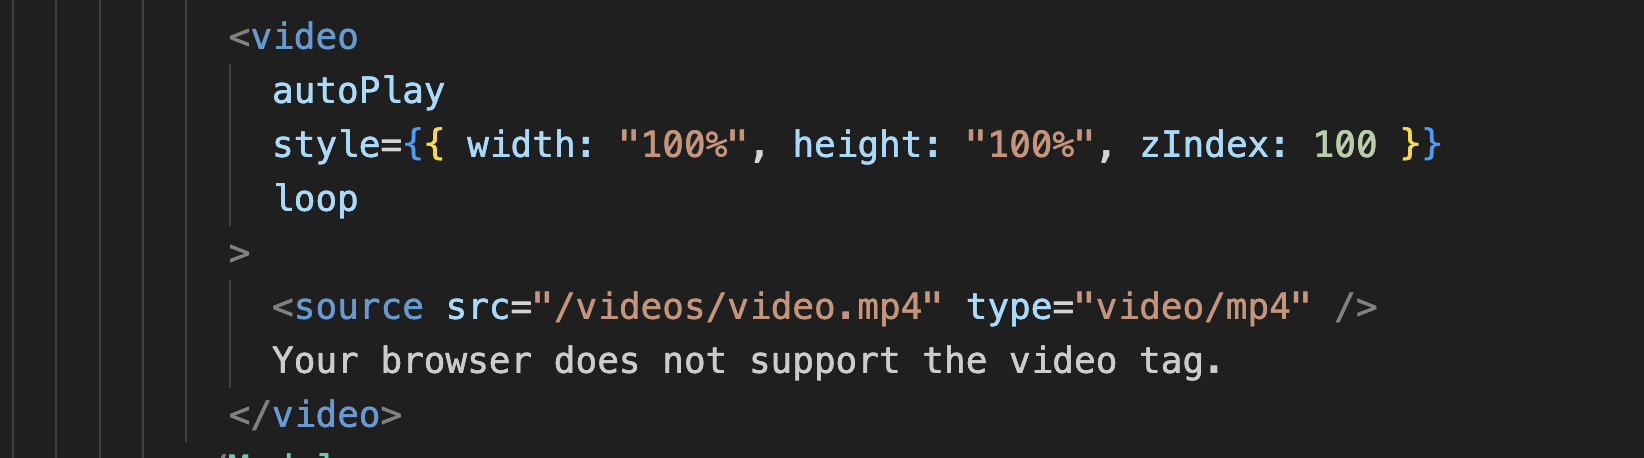 <video
autoPlay
style={{ width: "100%", height: "100%", zIndex: 100 }}
loop
>
<source src="/videos/video.mp4" type="video/mp4" />
Your browser does not support the video tag.
</video>